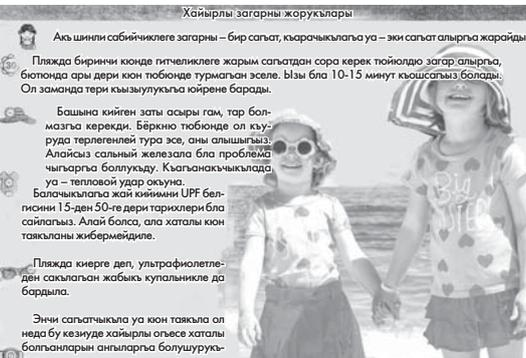 Хайырлы загарны жорукълары
Акъ шинли сабийчиклеге загарны – бир сагъат, къарачыкълагъа уа – эки сагъат алыргъа жарайды
Пляжда биринчи кюнде гитчеликлеге жарым сагъатдан сора керек тюйюлдю загар алыргъа,
бютюнда ары дери кюн тюбюнде турмагъан эселе. Ызы бла 10-15 минут къошсагъыз болады.
Ол заманда тери къызыулукъгъа юйрене барады.
Башына кийген заты асыры гам, тар бол-
мазгъа керекди. Бёркню тюбюнде ол къу-
руда терлегенлей тура эсе, аны алышыгъыз.
Алайсыз сальный железала бла проблема
чыгъаргъа боллукъду. Къагъанакъчыкълада
уа – тепловой удар окъуна.
Балачыкълагъа жай кийимни UPF бел-
гисини 15-ден 50-ге дери тарихлери бла
сайлагъыз. Алай болса, ала хаталы кюн
таякъланы жибермейдиле.
Пляжда киерге деп, ультрафиолетле-
ден сакълагъан жабыкъ купальникле да
бардыла.
Энчи сагъатчыкъла уа кюн таякъла ол
неда бу кезиуде хайырлы огъесе хаталы
болгъанларын ангыларгъа болушурукъ-